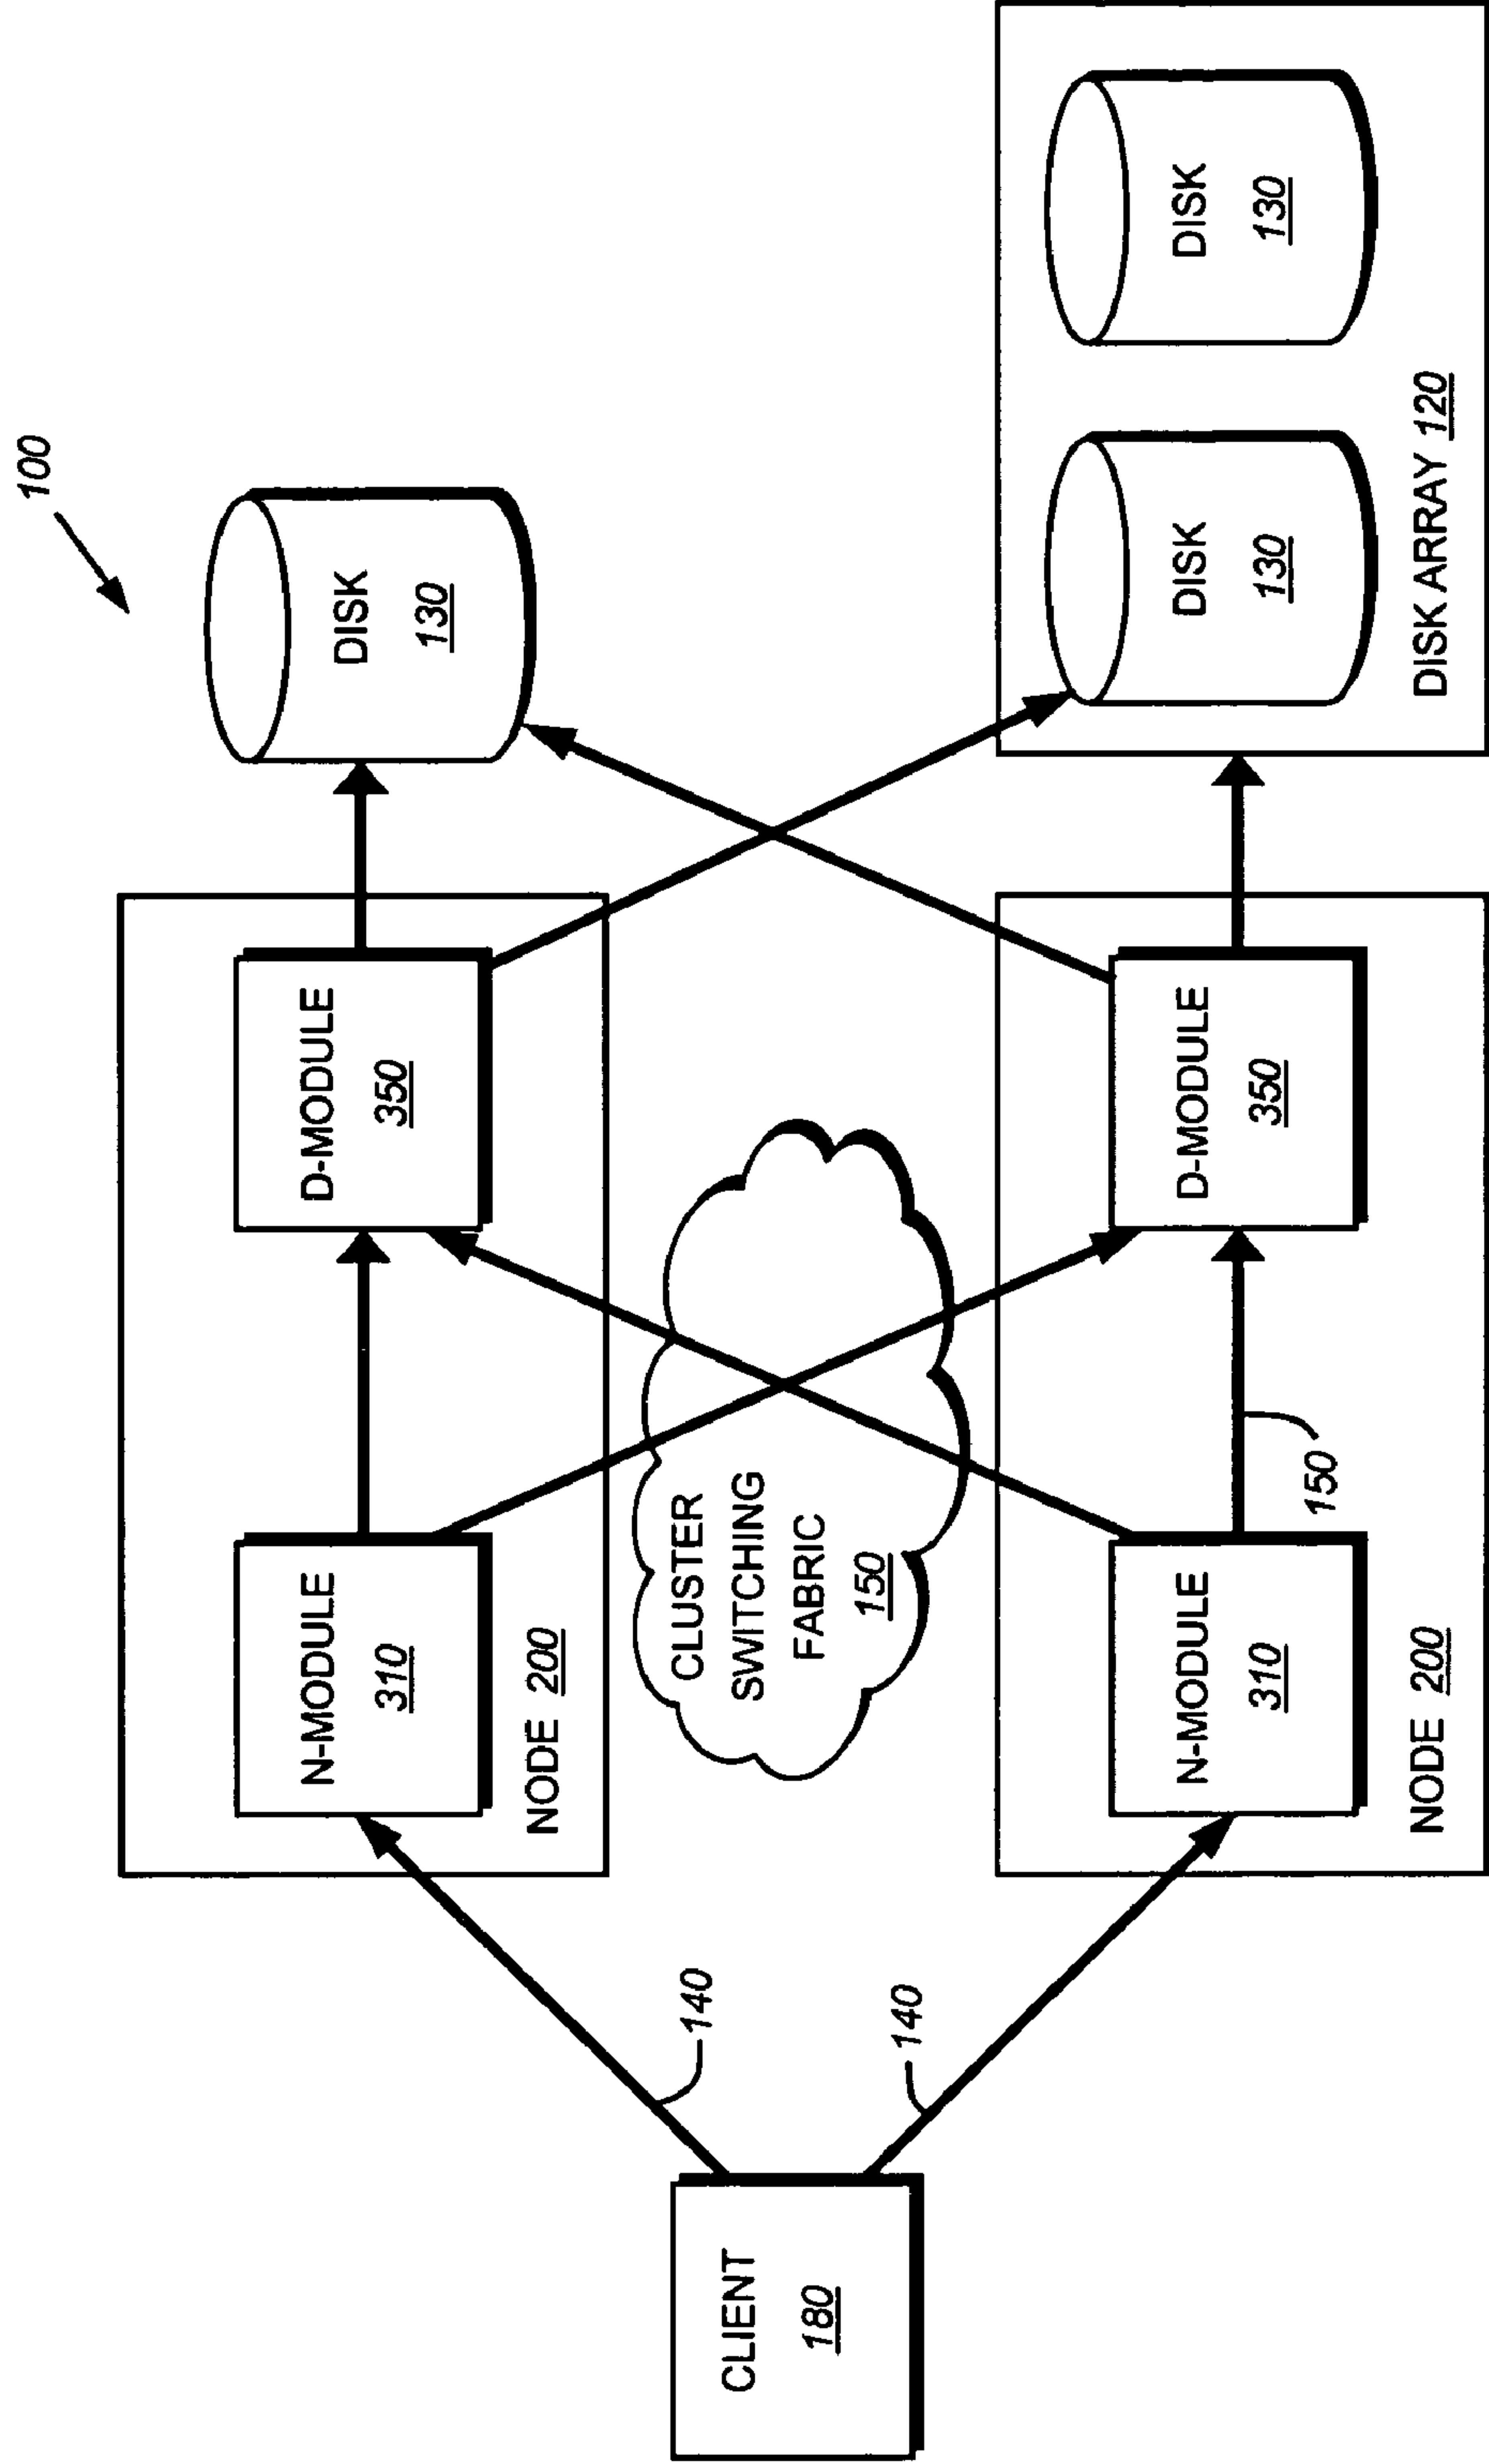 100
CLIENT
180
140
140
N-MODULE
310
NODE 200
D-MODULE
350
DISK
130
CLUSTER
SWITCHING
FABRIC
150
N-MODULE
310
NODE 200
150
D-MODULE
350
DISK
130
DISK
130
DISK ARRAY 120